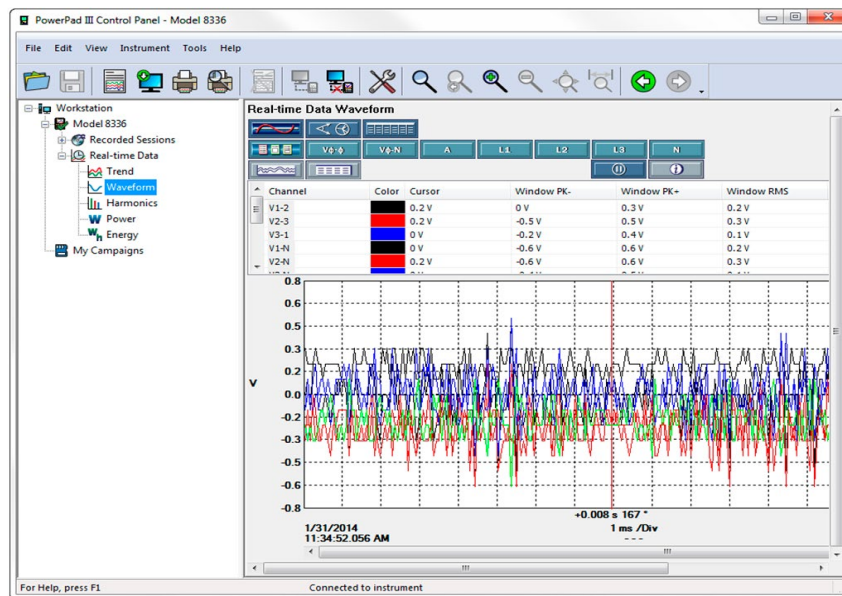 PowerPad III Control Panel - Model 8336
File Edit View Instrument Tools Help
Workstation
Model 8336
Recorded Sessions
Real-time Data
Trend
Waveform
Harmonics
W Power
Wh Energy
My Campaigns
Real-time Data Waveform
Vϕ-ϕ Vϕ-N A L1 L2 L3 N
Channel Color Cursor Window PK- Window PK+ Window RMS
V1-2 0.2 V 0 V 0.3 V 0.2 V
V2-3 0.2 V -0.5 V 0.5 V 0.3 V
V3-1 0 V -0.2 V 0.4 V 0.1 V
V1-N 0 V -0.6 V 0.6 V 0.2 V
V2-N 0.2 V -0.6 V 0.6 V 0.3 V
0.8
0.6
0.5
0.3
0.2
V 0.0
-0.2
-0.3
-0.5
-0.6
-0.8
+0.008 s 167 °
1/31/2014 1 ms /Div
11:34:52.056 AM ---
For Help, press F1 Connected to instrument